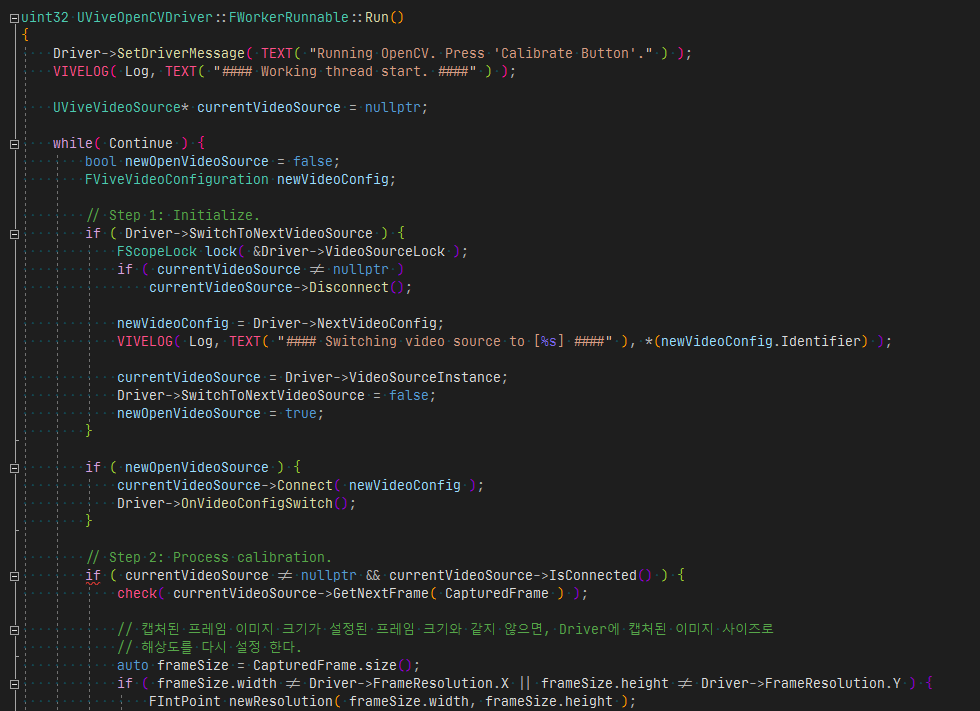 uint32 UViveOpenCVDriver::FWorkerRunnable::Run()
{
Driver->SetDriverMessage( TEXT( "Running OpenCV. Press 'Calibrate Button'." ) );
VIVELOG( Log, TEXT( "#### Working thread start. ####" ) );
UViveVideoSource* currentVideoSource = nullptr;
while( Continue ) {
bool newOpenVideoSource = false;
FViveVideoConfiguration newVideoConfig;
// Step 1: Initialize.
if ( Driver->SwitchToNextVideoSource ) {
FScopeLock lock( &Driver->VideoSourceLock );
if ( currentVideoSource ≠ nullptr )
currentVideoSource->Disconnect();
newVideoConfig = Driver->NextVideoConfig;
VIVELOG( Log, TEXT( "#### Switching video source to [%s] ####" ), *(newVideoConfig.Identifier) );
currentVideoSource = Driver->VideoSourceInstance;
Driver->SwitchToNextVideoSource = false;
newOpenVideoSource = true;
}
if ( newOpenVideoSource ) {
currentVideoSource->Connect( newVideoConfig );
Driver->OnVideoConfigSwitch();
}
// Step 2: Process calibration.
if ( currentVideoSource ≠ nullptr && currentVideoSource->IsConnected() ) {
check( currentVideoSource->GetNextFrame( CapturedFrame ) );
// 캡처된 프레임 이미지 크기가 설정된 프레임 크기와 같지 않으면, Driver에 캡처된 이미지 사이즈로
// 해상도를 다시 설정 한다.
auto frameSize = CapturedFrame.size();
if ( frameSize.width ≠ Driver->FrameResolution.X || frameSize.height ≠ Driver->FrameResolution.Y ) {
FIntPoint newResolution( frameSize.width, frameSize.height );